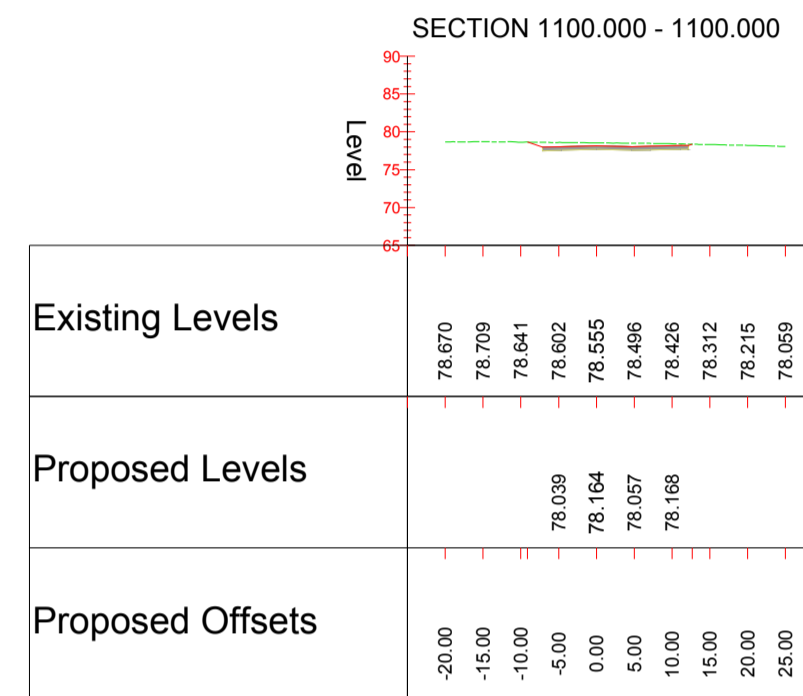 SECTION 1100.000 - 1100.000
90
85
80
75
70
65
Level
Existing Levels
78.670 78.709 78.641 78.602 78.555 78.496 78.426 78.312 78.215 78.059
Proposed Levels
78.039 78.164 78.057 78.168
Proposed Offsets
-20.00 -15.00 -10.00 -5.00 0.00 5.00 10.00 15.00 20.00 25.00